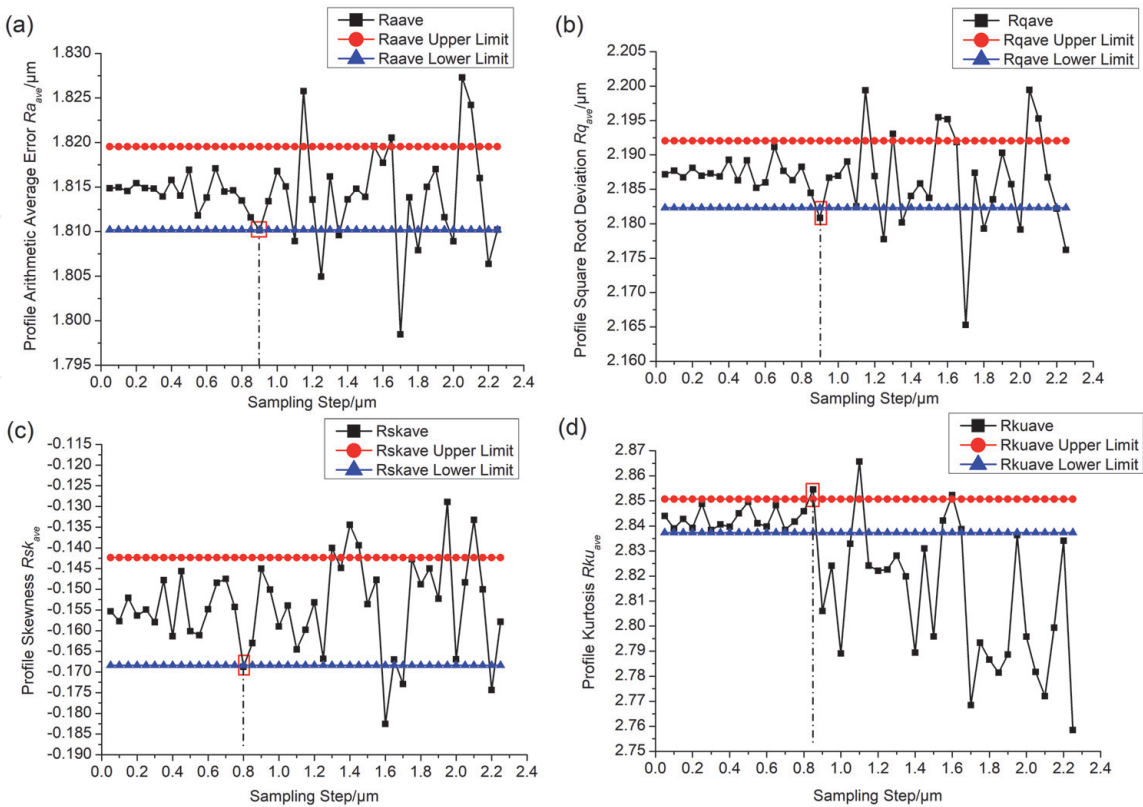 (a)
Raave
Raave Upper Limit
Raave Lower Limit
Profile Arithmetic Average Error Ra_ave/µm
1.830
1.825
1.820
1.815
1.810
1.805
1.800
1.795
0.0 0.2 0.4 0.6 0.8 1.0 1.2 1.4 1.6 1.8 2.0 2.2 2.4
Sampling Step/µm
(b)
Rqave
Rqave Upper Limit
Rqave Lower Limit
Profile Square Root Deviation Rq_ave/µm
2.205
2.200
2.195
2.190
2.185
2.180
2.175
2.170
2.165
2.160
0.0 0.2 0.4 0.6 0.8 1.0 1.2 1.4 1.6 1.8 2.0 2.2 2.4
Sampling Step/µm
(c)
Rskave
Rskave Upper Limit
Rskave Lower Limit
Profile Skewness Rsk_ave
-0.115
-0.120
-0.125
-0.130
-0.135
-0.140
-0.145
-0.150
-0.155
-0.160
-0.165
-0.170
-0.175
-0.180
-0.185
-0.190
0.0 0.2 0.4 0.6 0.8 1.0 1.2 1.4 1.6 1.8 2.0 2.2 2.4
Sampling Step/µm
(d)
Rkuave
Rkuave Upper Limit
Rkuave Lower Limit
Profile Kurtosis Rku_ave
2.87
2.86
2.85
2.84
2.83
2.82
2.81
2.80
2.79
2.78
2.77
2.76
2.75
0.0 0.2 0.4 0.6 0.8 1.0 1.2 1.4 1.6 1.8 2.0 2.2 2.4
Sampling Step/µm